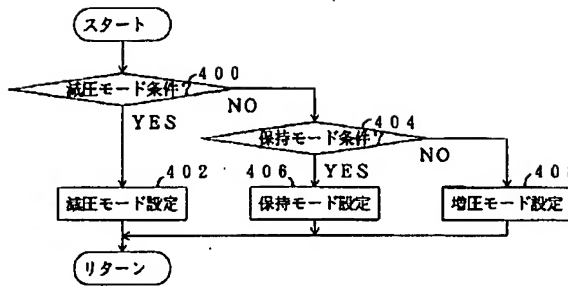 スタート
減圧モード条件? 400
NO
YES
保持モード条件? 404
NO
YES
402
406
減圧モード設定
保持モード設定
増圧モード設定
リターン